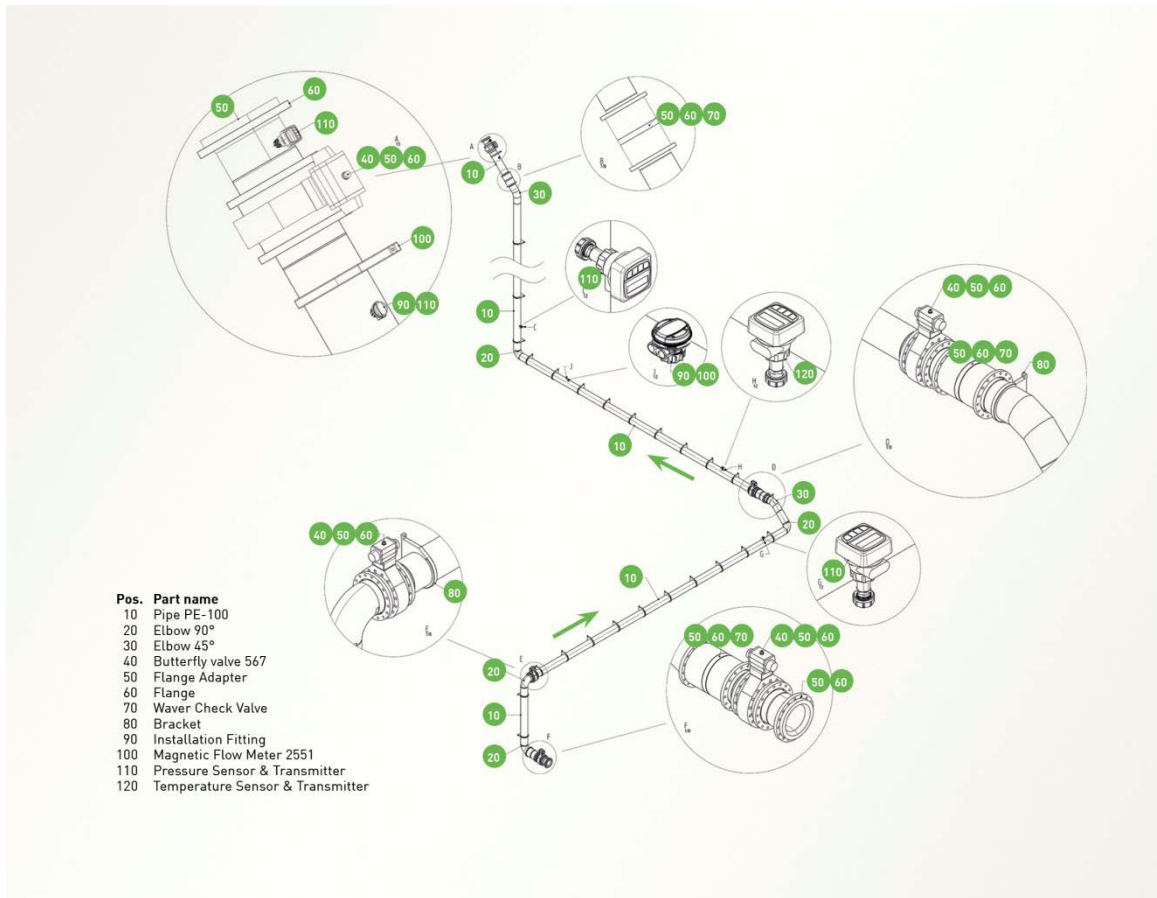 60
50
110
A
40 50 60
100
90 110
50 60 70
B
A
10
B
30
110
10
C
20
J
90 100
J
H
120
40 50 60
50 60 70
80
D
10
H
D
30
20
G
110
G
40 50 60
80
E
10
E
20
10
20
F
50 60 70
40 50 60
50 60
F
Pos. Part name
10 Pipe PE-100
20 Elbow 90°
30 Elbow 45°
40 Butterfly valve 567
50 Flange Adapter
60 Flange
70 Waver Check Valve
80 Bracket
90 Installation Fitting
100 Magnetic Flow Meter 2551
110 Pressure Sensor & Transmitter
120 Temperature Sensor & Transmitter